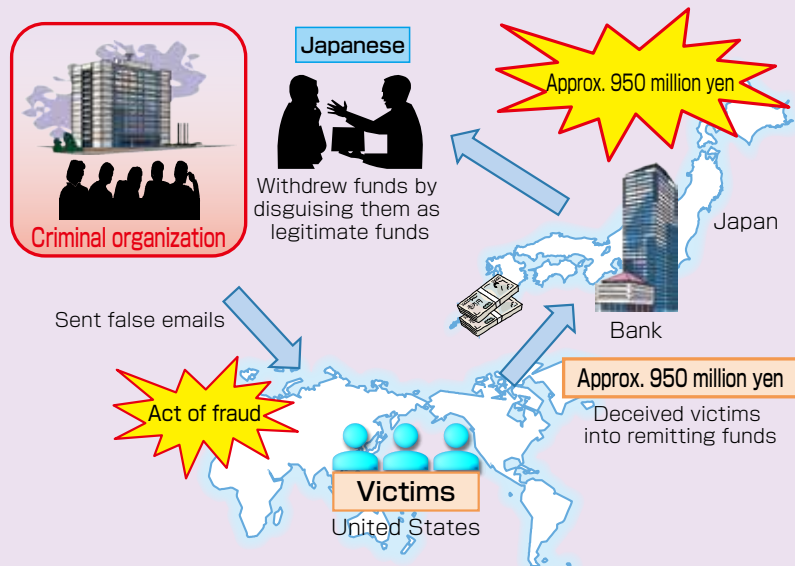 Japanese
Approx. 950 million yen
Withdrew funds by
disguising them as
legitimate funds
Criminal organization
Japan
Sent false emails
Bank
Approx. 950 million yen
Deceived victims
into remitting funds
Act of fraud
Victims
United States